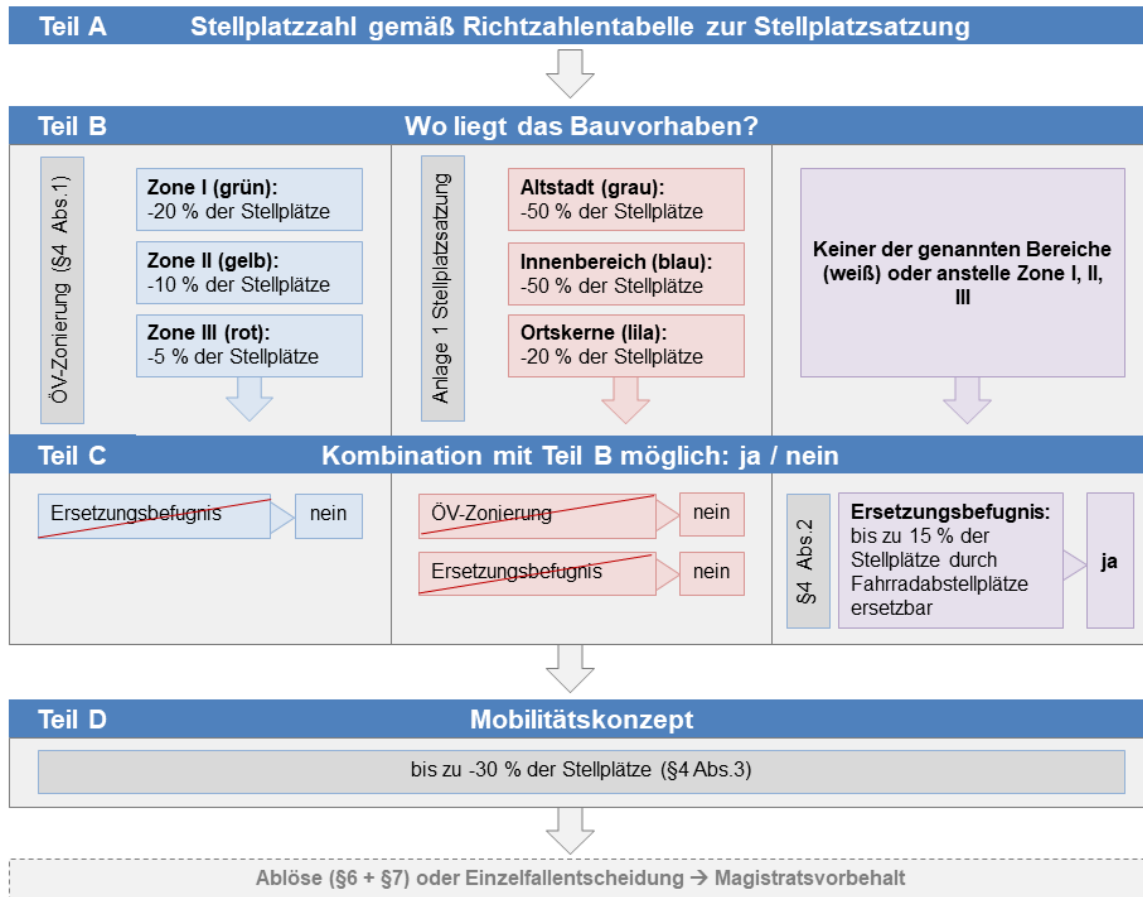 Teil A Stellplatzzahl gemäß Richtzahlentabelle zur Stellplatzsatzung
Teil B Wo liegt das Bauvorhaben?
ÖV-Zonierung (§4 Abs.1)
Zone I (grün):
-20 % der Stellplätze
Zone II (gelb):
-10 % der Stellplätze
Zone III (rot):
-5 % der Stellplätze
Anlage 1 Stellplatzsatzung
Altstadt (grau):
-50 % der Stellplätze
Innenbereich (blau):
-50 % der Stellplätze
Ortskerne (lila):
-20 % der Stellplätze
Keiner der genannten Bereiche
(weiß) oder anstelle Zone I, II,
III
Teil C Kombination mit Teil B möglich: ja / nein
Ersetzungsbefugnis nein
ÖV-Zonierung nein
Ersetzungsbefugnis nein
§4 Abs.2
Ersetzungsbefugnis:
bis zu 15 % der
Stellplätze durch
Fahrradabstellplätze
ersetzbar
ja
Teil D Mobilitätskonzept
bis zu -30 % der Stellplätze (§4 Abs.3)
Ablöse (§6 + §7) oder Einzelfallentscheidung → Magistratsvorbehalt